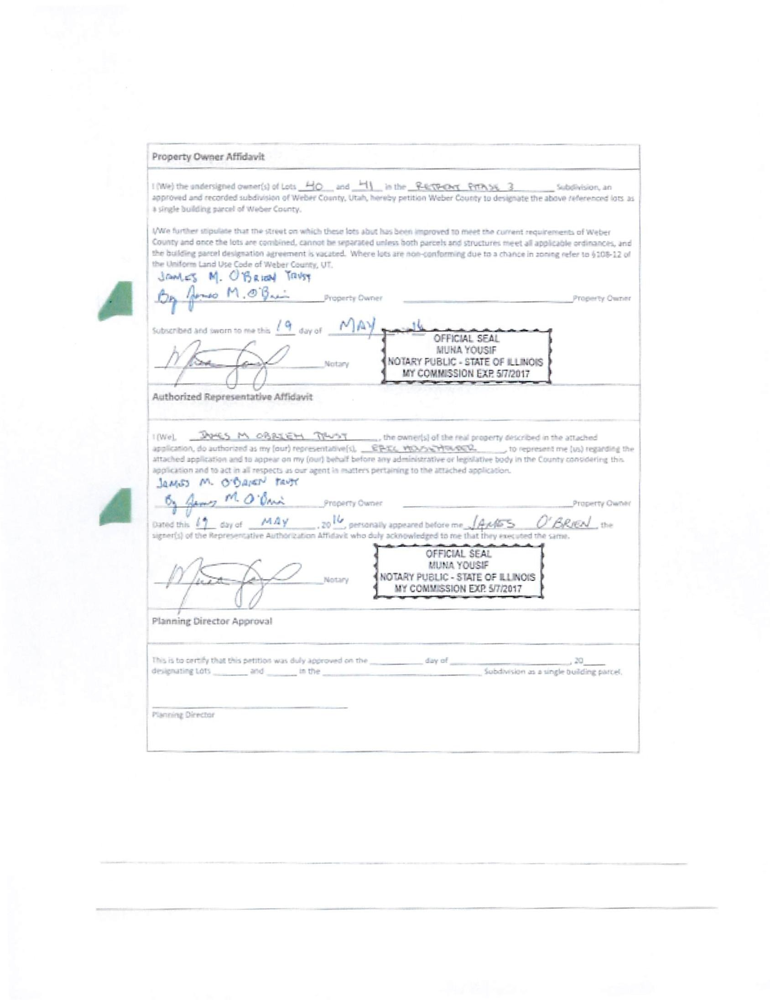 Property Owner Affidavit
I (We) the undersigned owner(s) of Lots 40 and 41 in the RETREAT PHASE 3 Subdivision, an
approved and recorded subdivision of Weber County, Utah, hereby petition Weber County to designate the above referenced lots as
a single building parcel of Weber County.
I/We further stipulate that the street on which these lots abut has been improved to meet the current requirements of Weber
County and once the lots are combined, cannot be separated unless both parcels and structures meet all applicable ordinances, and
the building parcel designation agreement is vacated. Where lots are non-conforming due to a chance in zoning refer to §108-12 of
the Uniform Land Use Code of Weber County, UT.
JAMES M. O'BRIEN TRUST
By James M. O'Brien Property Owner Property Owner
Subscribed and sworn to me this 19 day of MAY 16
OFFICIAL SEAL
MUNA YOUSIF
NOTARY PUBLIC - STATE OF ILLINOIS
MY COMMISSION EXP. 5/7/2017
Notary
Authorized Representative Affidavit
I (We), JAMES M OBRIEN TRUST, the owner(s) of the real property described in the attached
application, do authorized as my (our) representative(s), ERIC HOUSEHOLDER, to represent me (us) regarding the
attached application and to appear on my (our) behalf before any administrative or legislative body in the County considering this
application and to act in all respects as our agent in matters pertaining to the attached application.
JAMES M. O'BRIEN TRUST
By James M. O'Brien Property Owner Property Owner
Dated this 19 day of MAY, 2016, personally appeared before me JAMES O'BRIEN, the
signer(s) of the Representative Authorization Affidavit who duly acknowledged to me that they executed the same.
OFFICIAL SEAL
MUNA YOUSIF
NOTARY PUBLIC - STATE OF ILLINOIS
MY COMMISSION EXP. 5/7/2017
Notary
Planning Director Approval
This is to certify that this petition was duly approved on the day of , 20
designating Lots and in the Subdivision as a single building parcel.
Planning Director